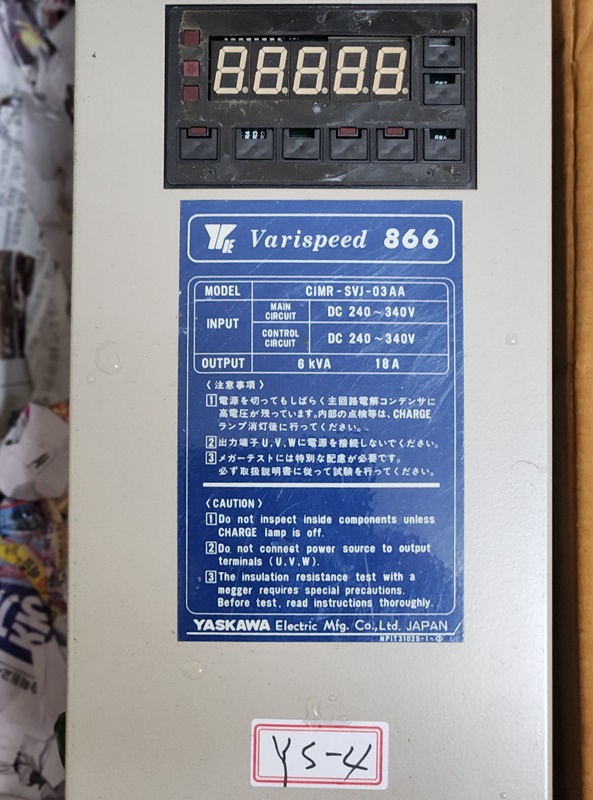 88888
YE Varispeed 866
MODEL CIMR-SVJ-03AA
INPUT MAIN CIRCUIT DC 240～340V
CONTROL CIRCUIT DC 240～340V
OUTPUT 6 kVA 18A
〈注意事項〉
1 電源を切ってもしばらく主回路電解コンデンサに
高電圧が残っています。内部の点検等は、CHARGE
ランプ消灯後に行ってください。
2 出力端子U.V.Wに電源を接続しないでください。
3 メガーテストには特別な配慮が必要です。
必ず取扱説明書に従って試験を行ってください。
〈CAUTION〉
1 Do not inspect inside components unless
CHARGE lamp is off.
2 Do not connect power source to output
terminals (U.V.W).
3 The insulation resistance test with a
megger requires special precautions.
Before test, read instructions thoroughly.
YASKAWA Electric Mfg. Co., Ltd. JAPAN
NPIT31025-1-①
YS-4